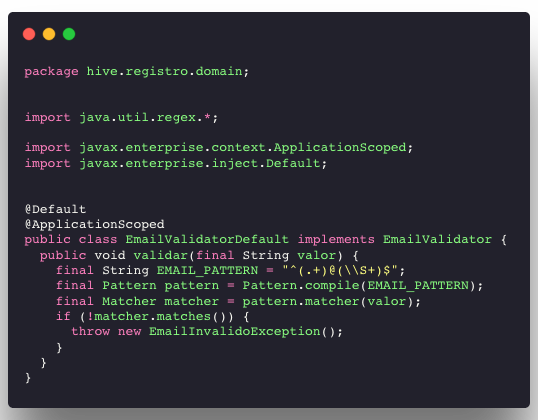 package hive.registro.domain;
import java.util.regex.*;
import javax.enterprise.context.ApplicationScoped;
import javax.enterprise.inject.Default;
@Default
@ApplicationScoped
public class EmailValidatorDefault implements EmailValidator {
  public void validar(final String valor) {
    final String EMAIL_PATTERN = "^(.+)@(\\S+)$";
    final Pattern pattern = Pattern.compile(EMAIL_PATTERN);
    final Matcher matcher = pattern.matcher(valor);
    if (!matcher.matches()) {
      throw new EmailInvalidoException();
    }
  }
}